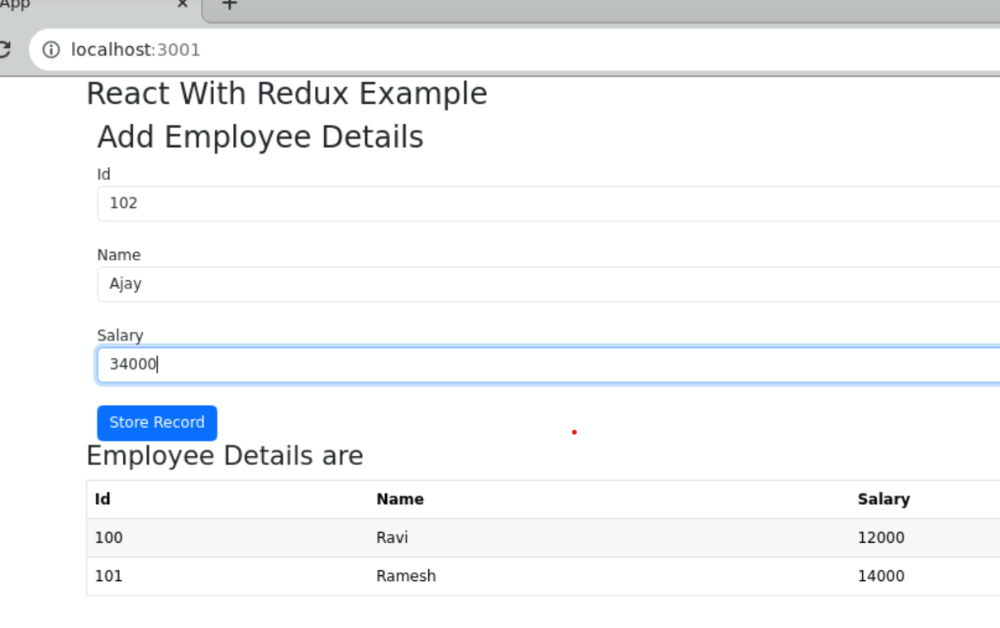 App × +
localhost:3001
React With Redux Example
Add Employee Details
Id
102
Name
Ajay
Salary
34000
Store Record
Employee Details are
Id Name Salary
100 Ravi 12000
101 Ramesh 14000